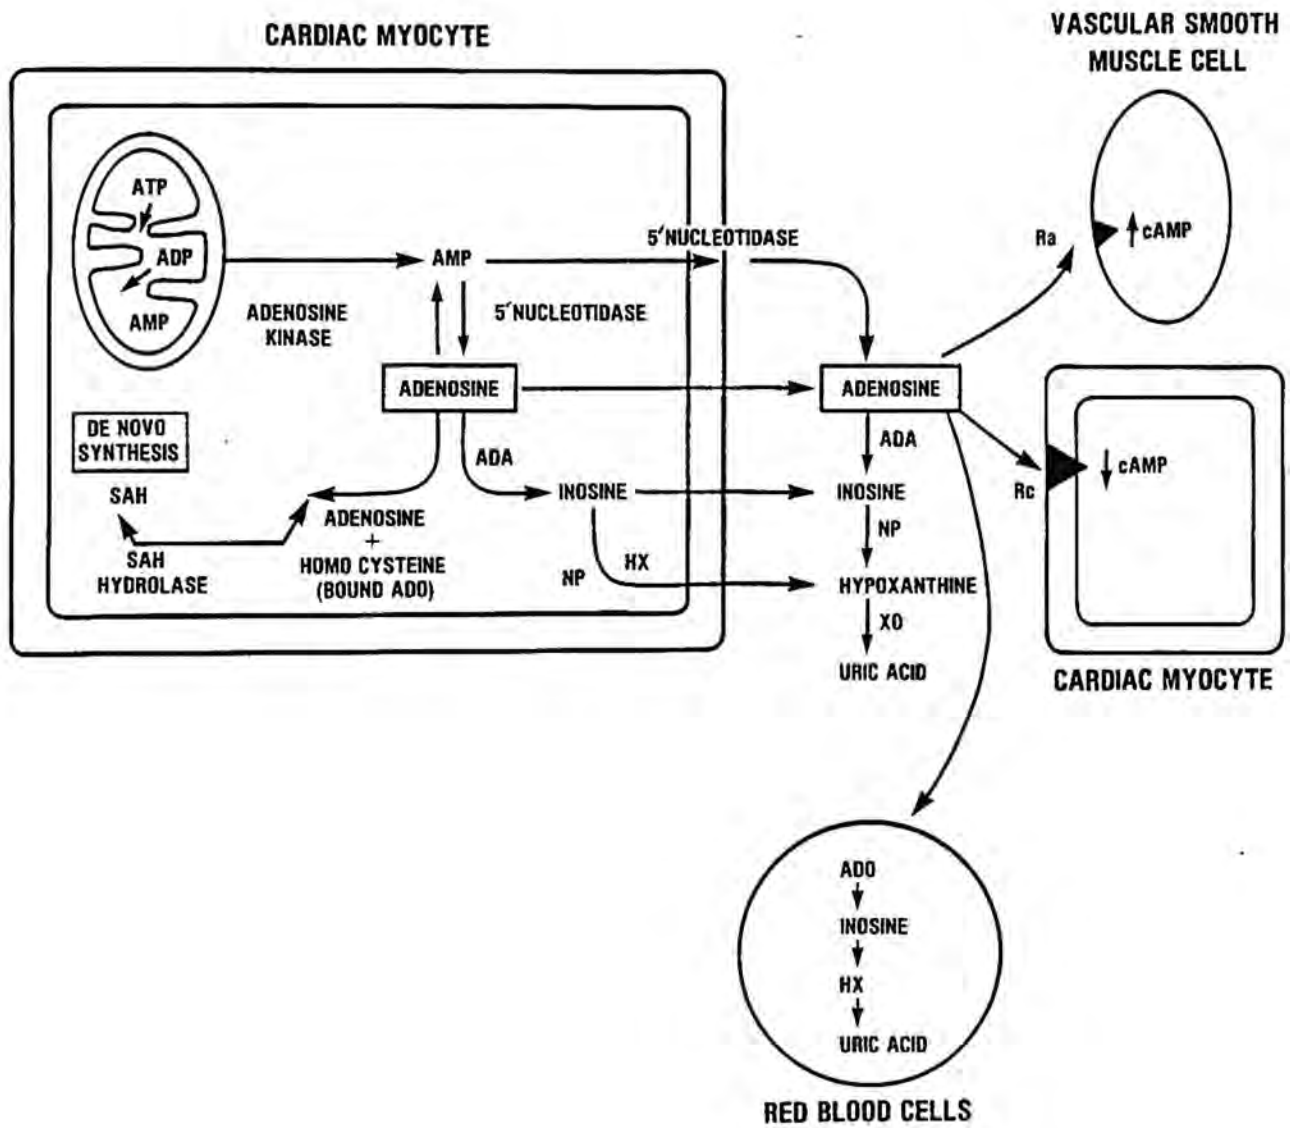 CARDIAC MYOCYTE
VASCULAR SMOOTH
MUSCLE CELL
ATP
ADP
AMP
ADENOSINE
KINASE
AMP
5'NUCLEOTIDASE
5'NUCLEOTIDASE
Ra
↑cAMP
ADENOSINE
ADENOSINE
DE NOVO
SYNTHESIS
SAH
SAH
HYDROLASE
ADENOSINE
+
HOMO CYSTEINE
(BOUND ADO)
ADA
INOSINE
NP
HX
ADA
INOSINE
NP
HYPOXANTHINE
XO
URIC ACID
Rc
↓cAMP
CARDIAC MYOCYTE
ADO
INOSINE
HX
URIC ACID
RED BLOOD CELLS